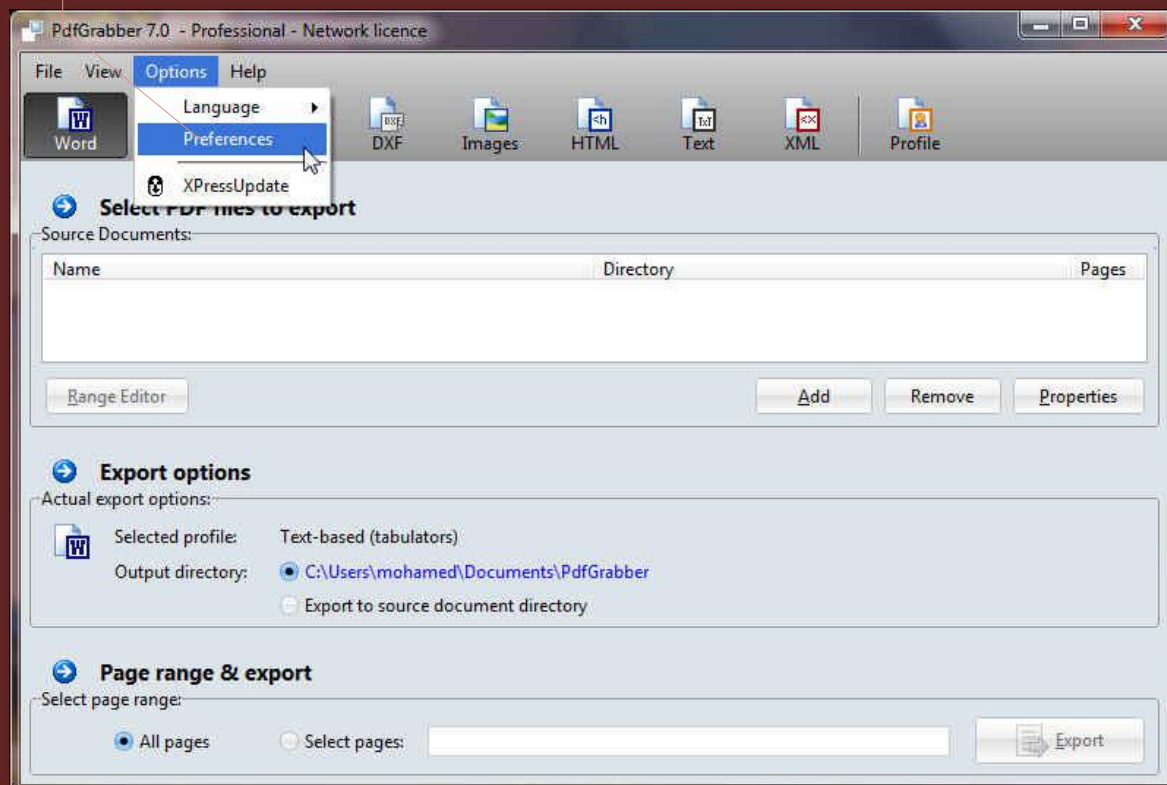 PdfGrabber 7.0 - Professional - Network licence
File View Options Help
Language
Preferences
XPressUpdate
Word DXF Images HTML Text XML Profile
Select PDF files to export
Source Documents:
Name Directory Pages
Range Editor Add Remove Properties
Export options
Actual export options:
Selected profile: Text-based (tabulators)
Output directory: C:\Users\mohamed\Documents\PdfGrabber
Export to source document directory
Page range & export
Select page range:
All pages Select pages: Export